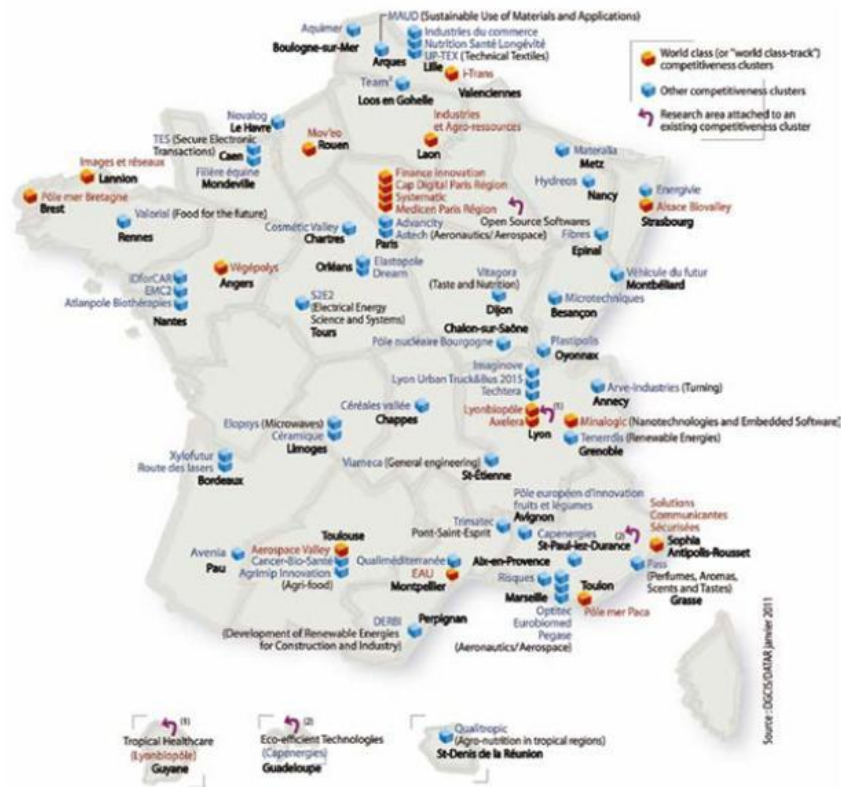 MAUD (Sustainable Use of Materials and Applications)
Aquimer
Boulogne-sur-Mer
Arques
Industries du commerce
Nutrition Santé Longévité
UP-TEX (Technical Textiles)
Lille
i-Trans
Valenciennes
Team²
Loos en Gohelle
World class (or "world class-track")
competitiveness clusters
Other competitiveness clusters
Research area attached to an
existing competitiveness cluster
Novalog
Le Havre
TES (Secure Electronic
Transactions)
Caen
Filière équine
Mondeville
Mov'eo
Rouen
Industries
et Agro-ressources
Laon
Materalia
Metz
Hydreos
Nancy
Energivie
Alsace Biovalley
Strasbourg
Fibres
Epinal
Images et réseaux
Lannion
Pôle mer Bretagne
Brest
Valorial (Food for the future)
Rennes
Finance Innovation
Cap Digital Paris Région
Systematic
Medicen Paris Région
Open Source Softwares
Advancity
Astech (Aeronautics/ Aerospace)
Paris
Cosmétic Valley
Chartres
Elastopole
Dream
Orléans
iDforCAR
EMC2
Atlanpole Biothérapies
Nantes
Végépolys
Angers
S2E2
(Electrical Energy
Science and Systems)
Tours
Vitagora
(Taste and Nutrition)
Dijon
Véhicule du futur
Montbéliard
Microtechniques
Besançon
Chalon-sur-Saône
Pôle nucléaire Bourgogne
Plastipolis
Oyonnax
Imaginove
Lyon Urban Truck&Bus 2015
Techtera
Lyonbiopôle
(1)
Axelera
Lyon
Arve-Industries (Turning)
Annecy
Minalogic (Nanotechnologies and Embedded Software)
Tenerrdis (Renewable Energies)
Grenoble
Céréales vallée
Chappes
Elopsys (Microwaves)
Céramique
Limoges
Viameca (General engineering)
St-Étienne
Xylofutur
Route des lasers
Bordeaux
Pôle européen d'innovation
fruits et légumes
Avignon
Trimatec
Pont-Saint-Esprit
Capenergies
(2)
St-Paul-lez-Durance
Solutions
Communicantes
Sécurisées
Sophia
Antipolis-Rousset
Avenia
Pau
Toulouse
Aerospace Valley
Cancer-Bio-Santé
Agrimip Innovation
(Agri-food)
Qualiméditerranée
EAU
Montpellier
Aix-en-Provence
Risques
Marseille
Optitec
Eurobiomed
Pegase
(Aeronautics/Aerospace)
Toulon
Pôle mer Paca
Pass
(Perfumes, Aromas,
Scents and Tastes)
Grasse
DERBI
Perpignan
(Development of Renewable Energies
for Construction and Industry)
Source : DGCIS/DATAR janvier 2011
(1)
Tropical Healthcare
(Lyonbiopôle)
Guyane
(2)
Eco-efficient Technologies
(Capénergies)
Guadeloupe
Qualitropic
(Agro-nutrition in tropical regions)
St-Denis de la Réunion